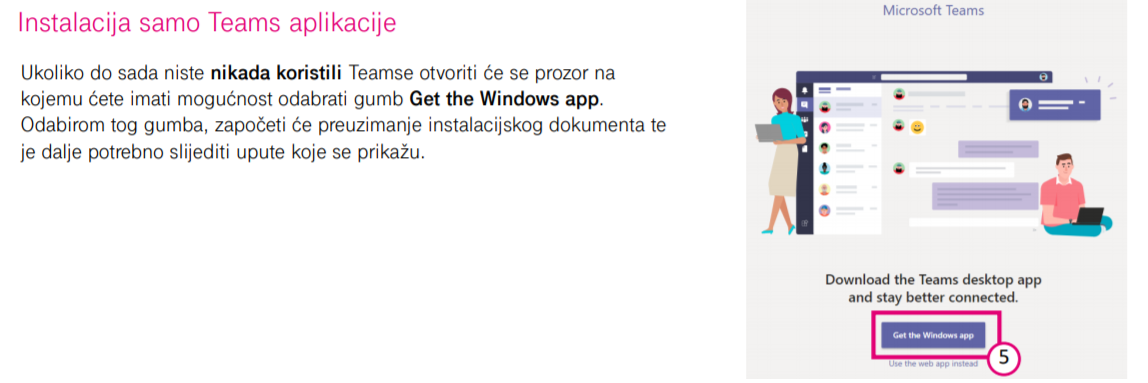 Instalacija samo Teams aplikacije
Ukoliko do sada niste nikada koristili Teamse otvoriti će se prozor na
kojemu ćete imati mogućnost odabrati gumb Get the Windows app.
Odabirom tog gumba, započeti će preuzimanje instalacijskog dokumenta te
je dalje potrebno slijediti upute koje se prikažu.
Microsoft Teams
Download the Teams desktop app
and stay better connected.
Get the Windows app
5
Use the web app instead